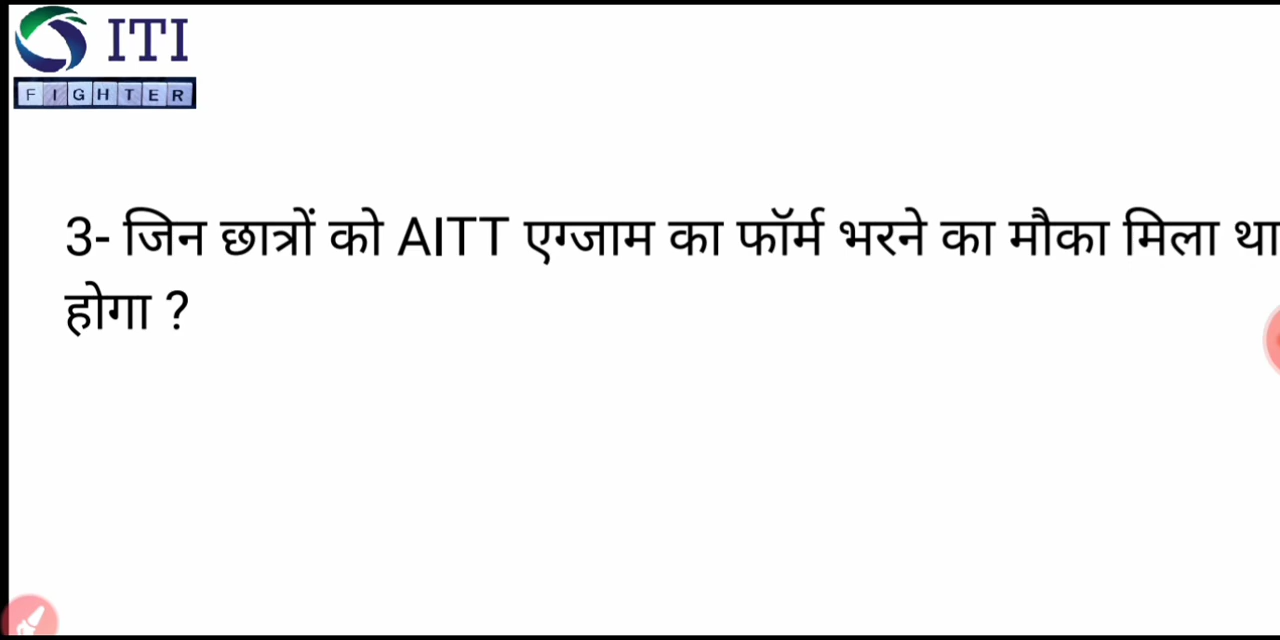 ITI
FIGHTER
3- जिन छात्रों को AITT एग्जाम का फॉर्म भरने का मौका मिला था
होगा ?